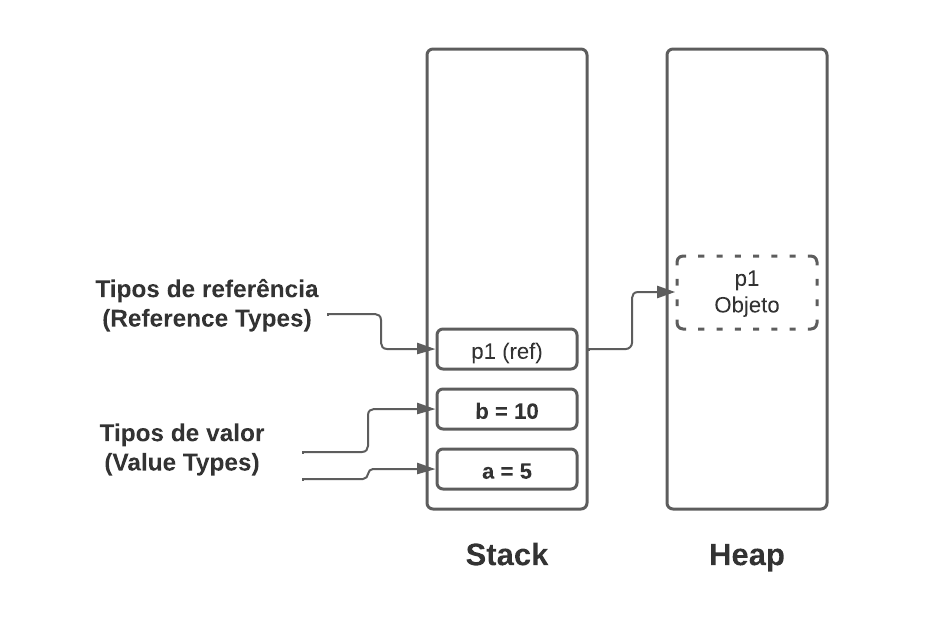 Tipos de referência
(Reference Types)
Tipos de valor
(Value Types)
p1 (ref)
b = 10
a = 5
Stack
p1
Objeto
Heap